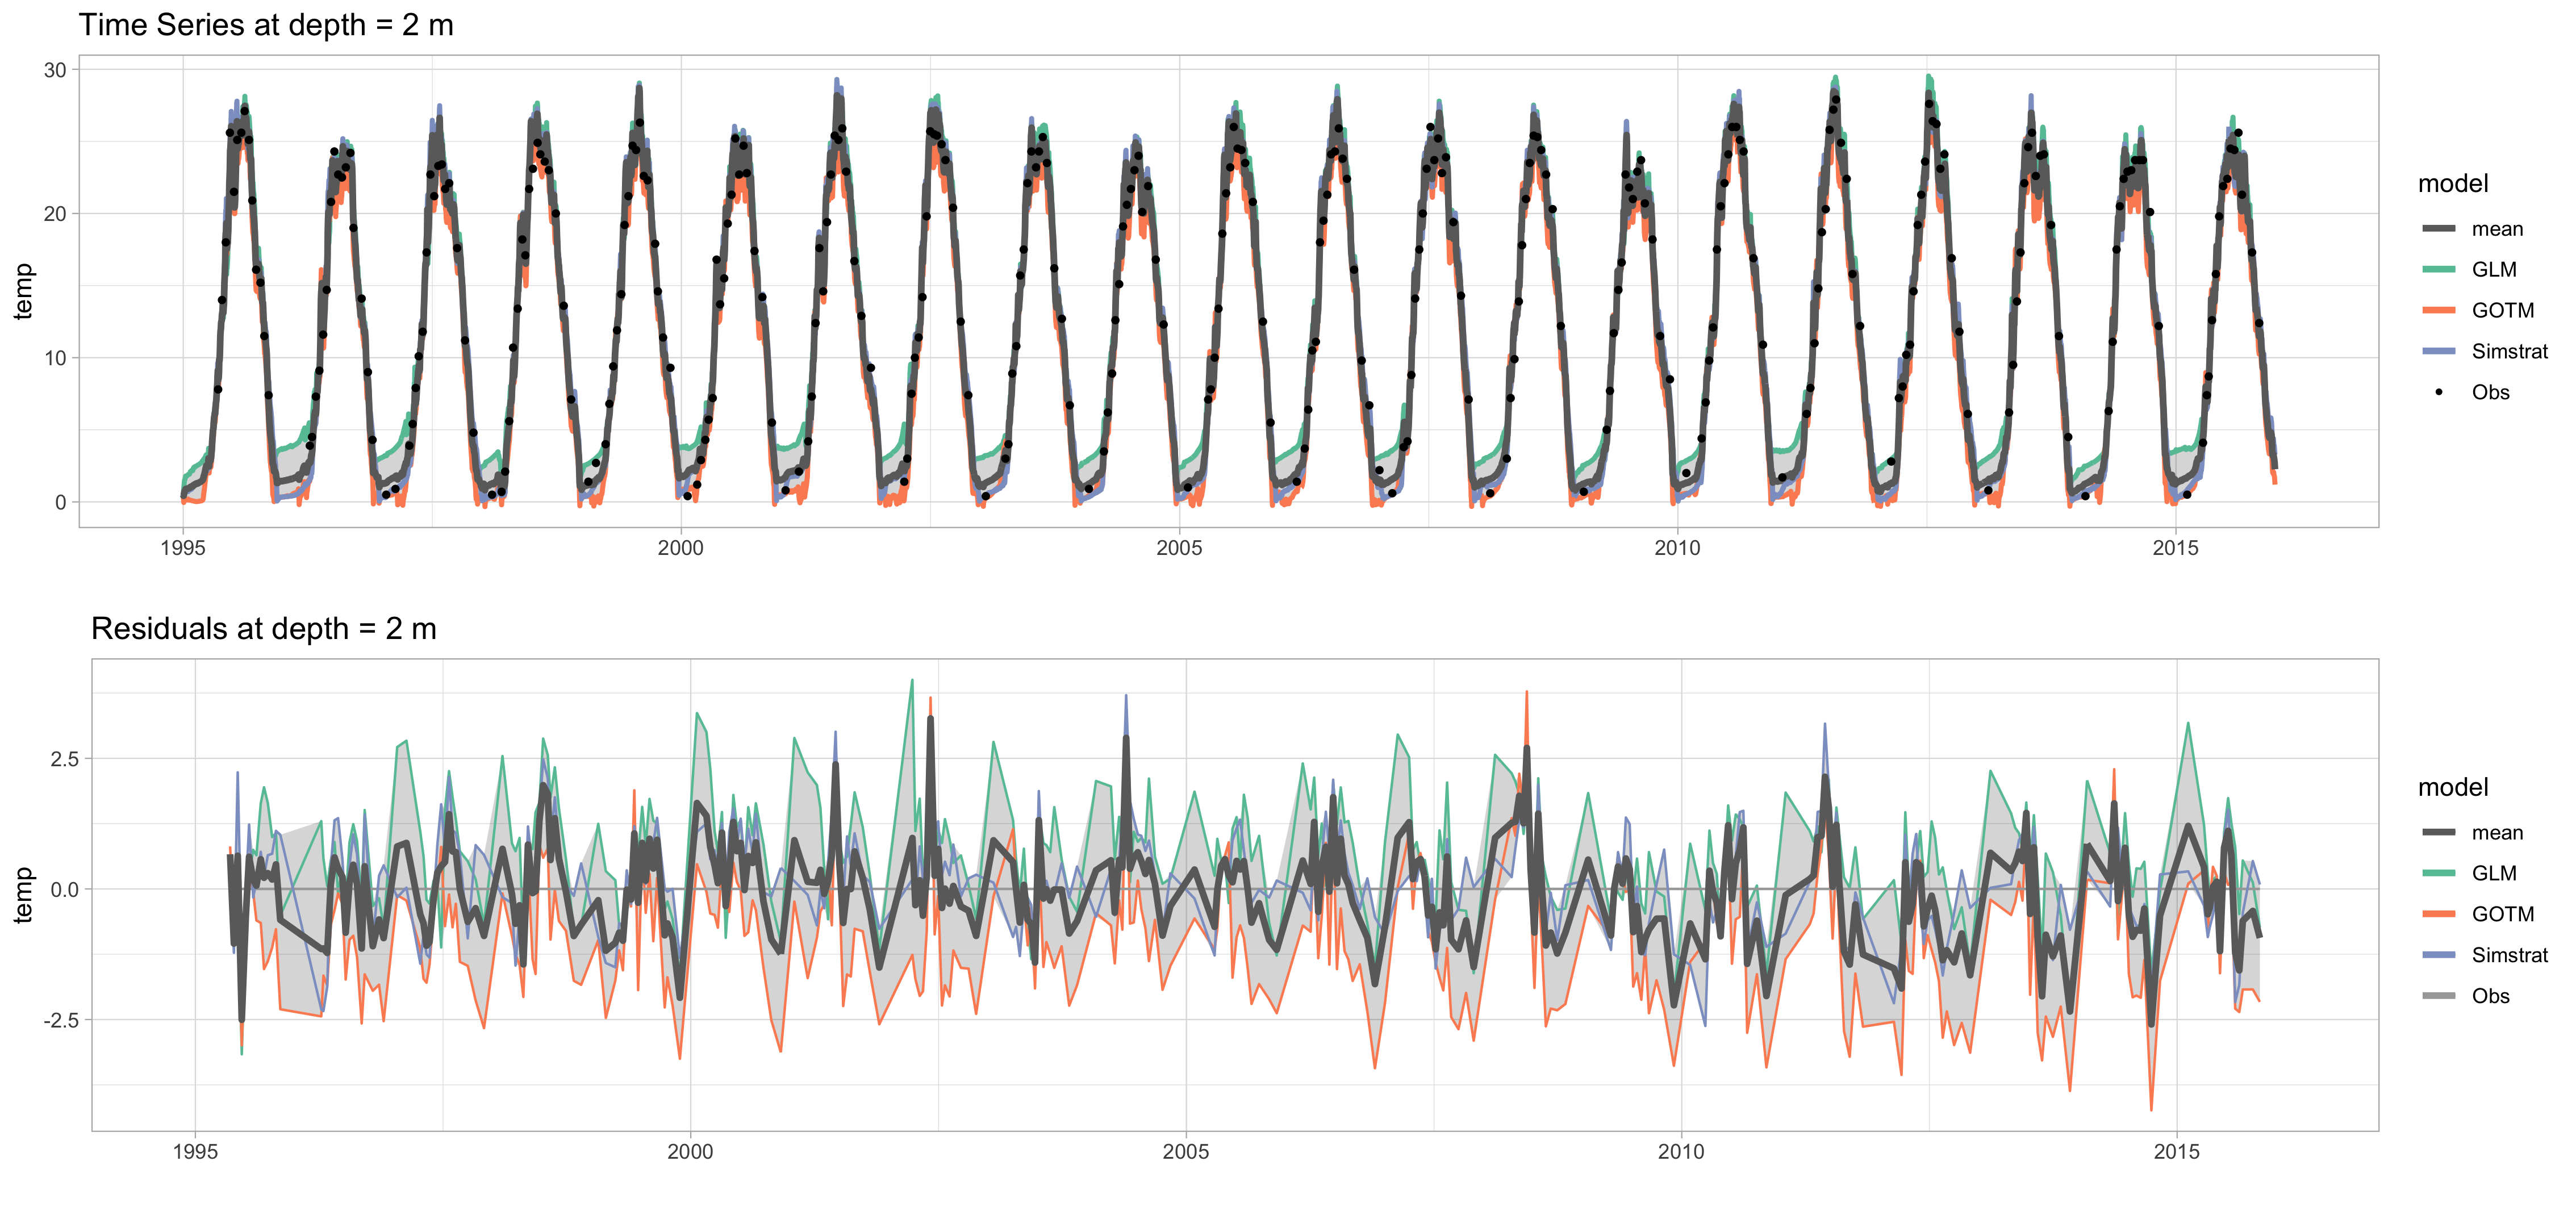 Time Series at depth = 2 m
30
20
10
0
temp
1995
2000
2005
2010
2015
model
mean
GLM
GOTM
Simstrat
Obs
Residuals at depth = 2 m
2.5
0.0
-2.5
temp
1995
2000
2005
2010
2015
model
mean
GLM
GOTM
Simstrat
Obs